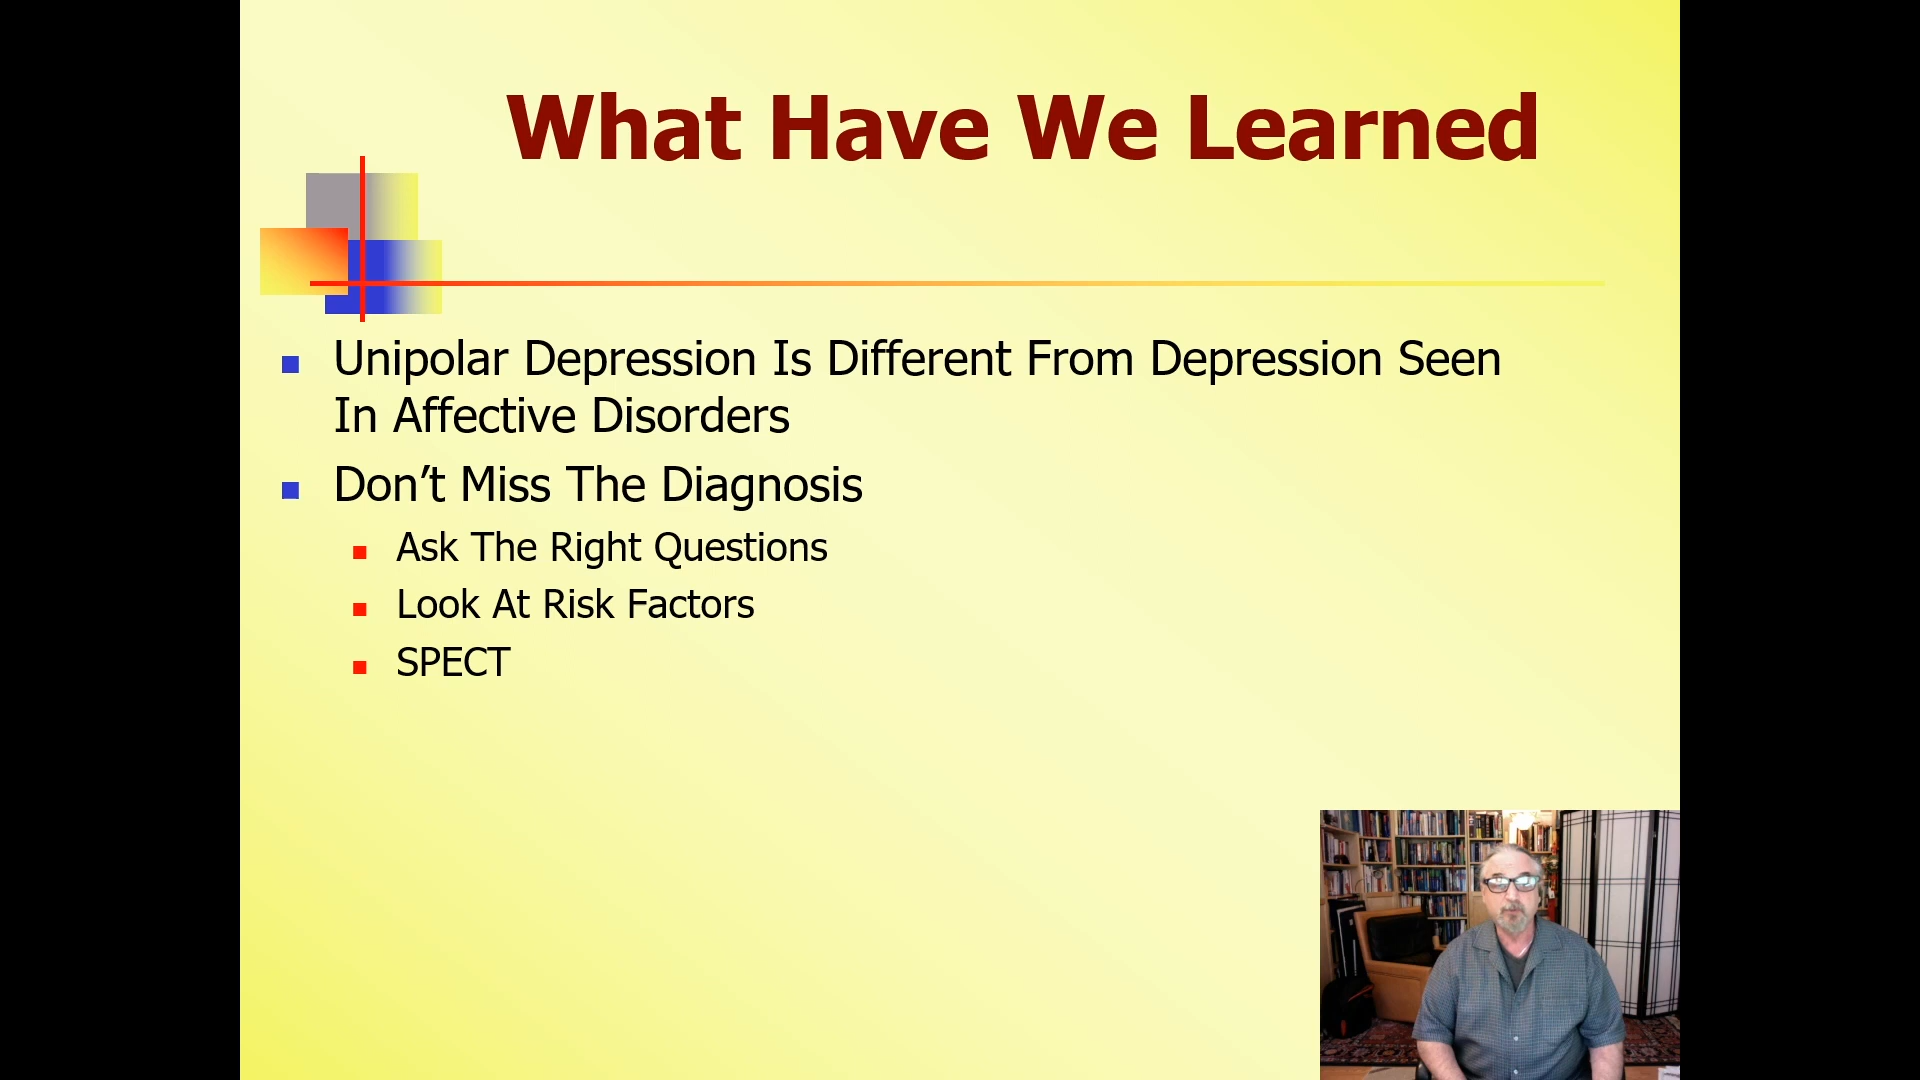 What Have We Learned
Unipolar Depression Is Different From Depression Seen
In Affective Disorders
Don’t Miss The Diagnosis
Ask The Right Questions
Look At Risk Factors
SPECT